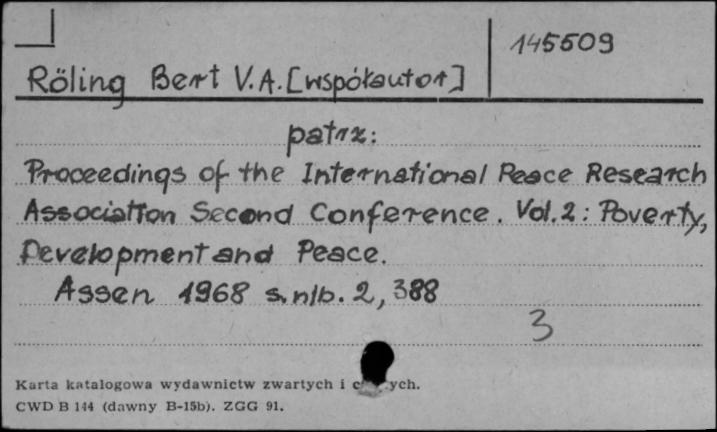 145509
Röling Bert V.A. [współautor]
patrz:
Proceedings of the International Peace Research
Association Second Conference. Vol. 2: Poverty,
Development and Peace.
Assen 1968 s. nlb. 2, 388
3
Karta katalogowa wydawnictw zwartych i
CWD B 144 (dawny B-15b). ZGG 91.